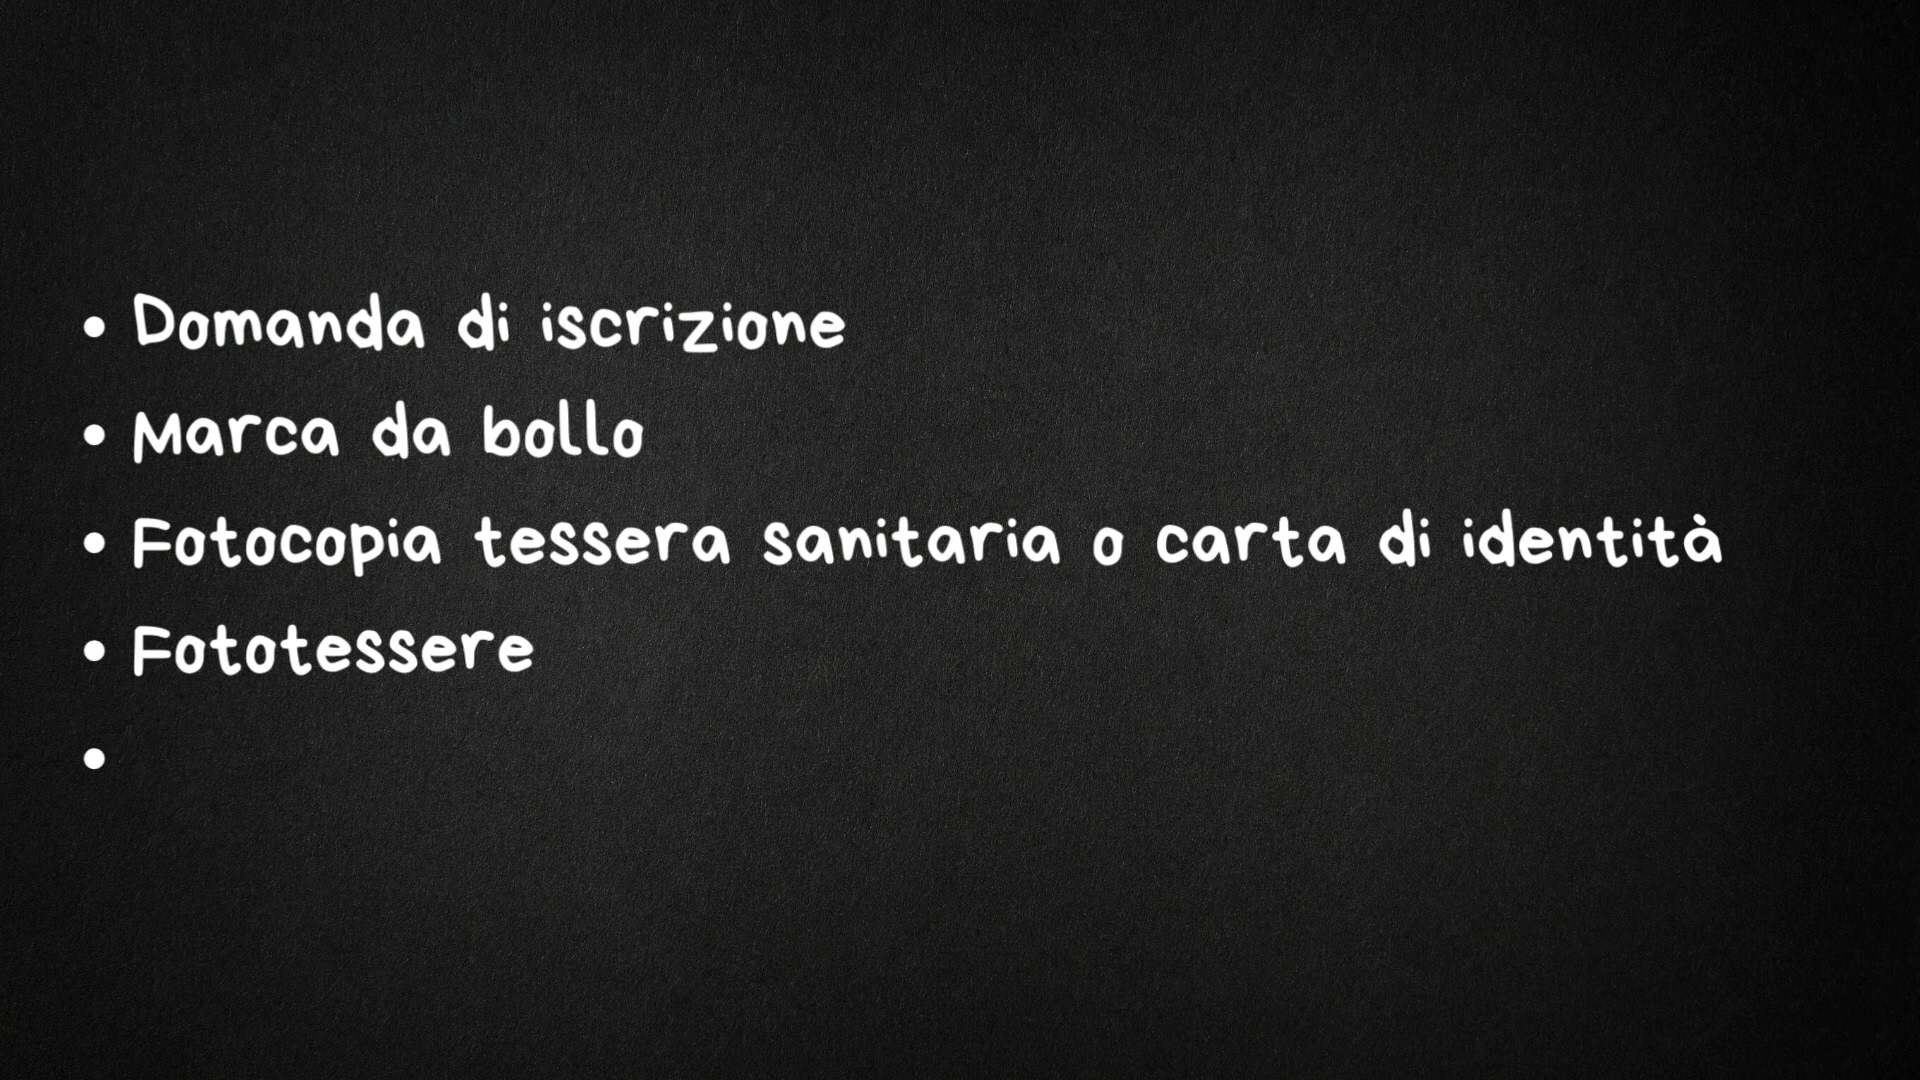 • Domanda di iscrizione
• Marca da bollo
• Fotocopia tessera sanitaria o carta di identità
• Fototessere
•